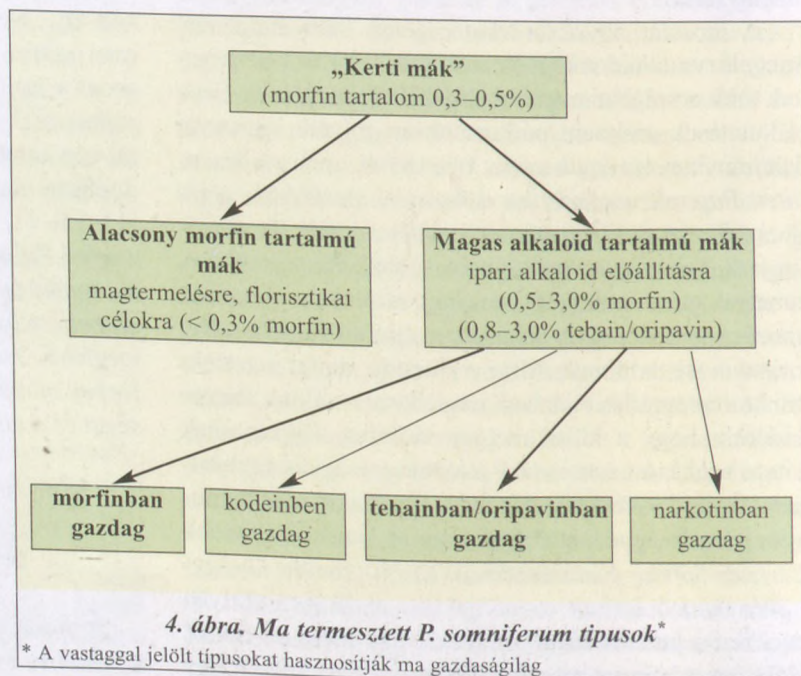 „Kerti mák”
(morfin tartalom 0,3–0,5%)
Alacsony morfin tartalmú
mák
magtermelésre, florisztikai
célokra (< 0,3% morfin)
Magas alkaloid tartalmú mák
ipari alkaloid előállításra
(0,5–3,0% morfin)
(0,8–3,0% tebain/oripavin)
morfinban
gazdag
kodeinben
gazdag
tebainban/oripavinban
gazdag
narkotinban
gazdag
4. ábra. Ma termesztett P. somniferum tipusok*
* A vastaggal jelölt típusokat hasznosítják ma gazdaságilag